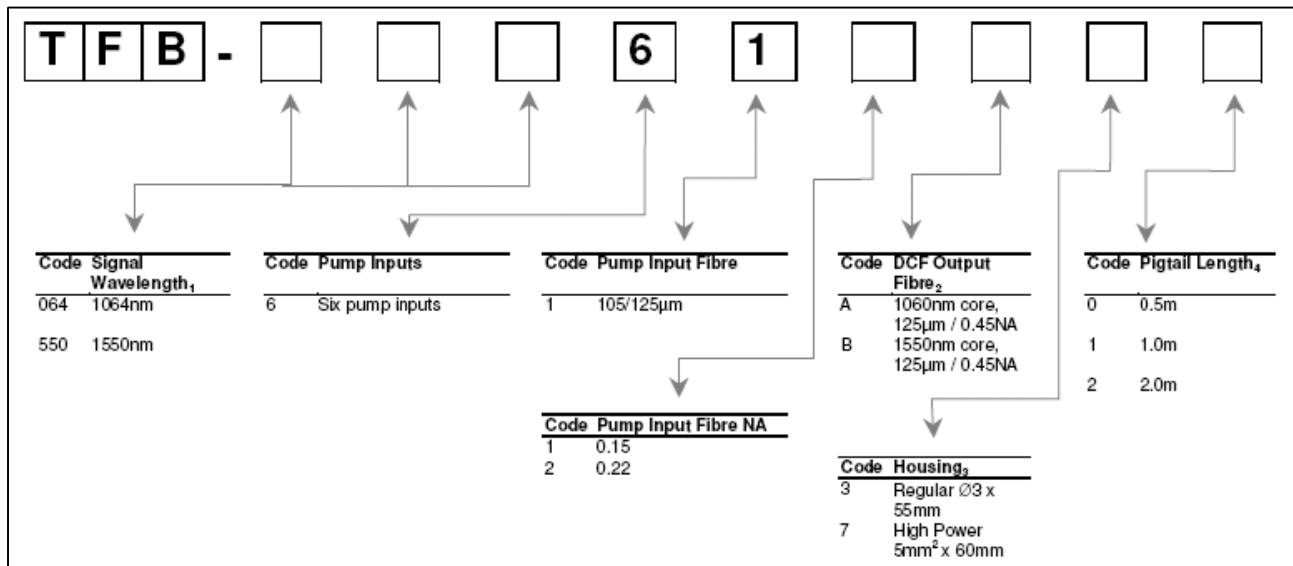 TFB- 6 1
Code Signal Wavelength1
064 1064nm
550 1550nm
Code Pump Inputs
6 Six pump inputs
Code Pump Input Fibre
1 105/125µm
Code Pump Input Fibre NA
1 0.15
2 0.22
Code DCF Output
Fibre2
A 1060nm core,
125µm / 0.45NA
B 1550nm core,
125µm / 0.45NA
Code Housing3
3 Regular Ø3 x
55mm
7 High Power
5mm² x 60mm
Code Pigtail Length4
0 0.5m
1 1.0m
2 2.0m